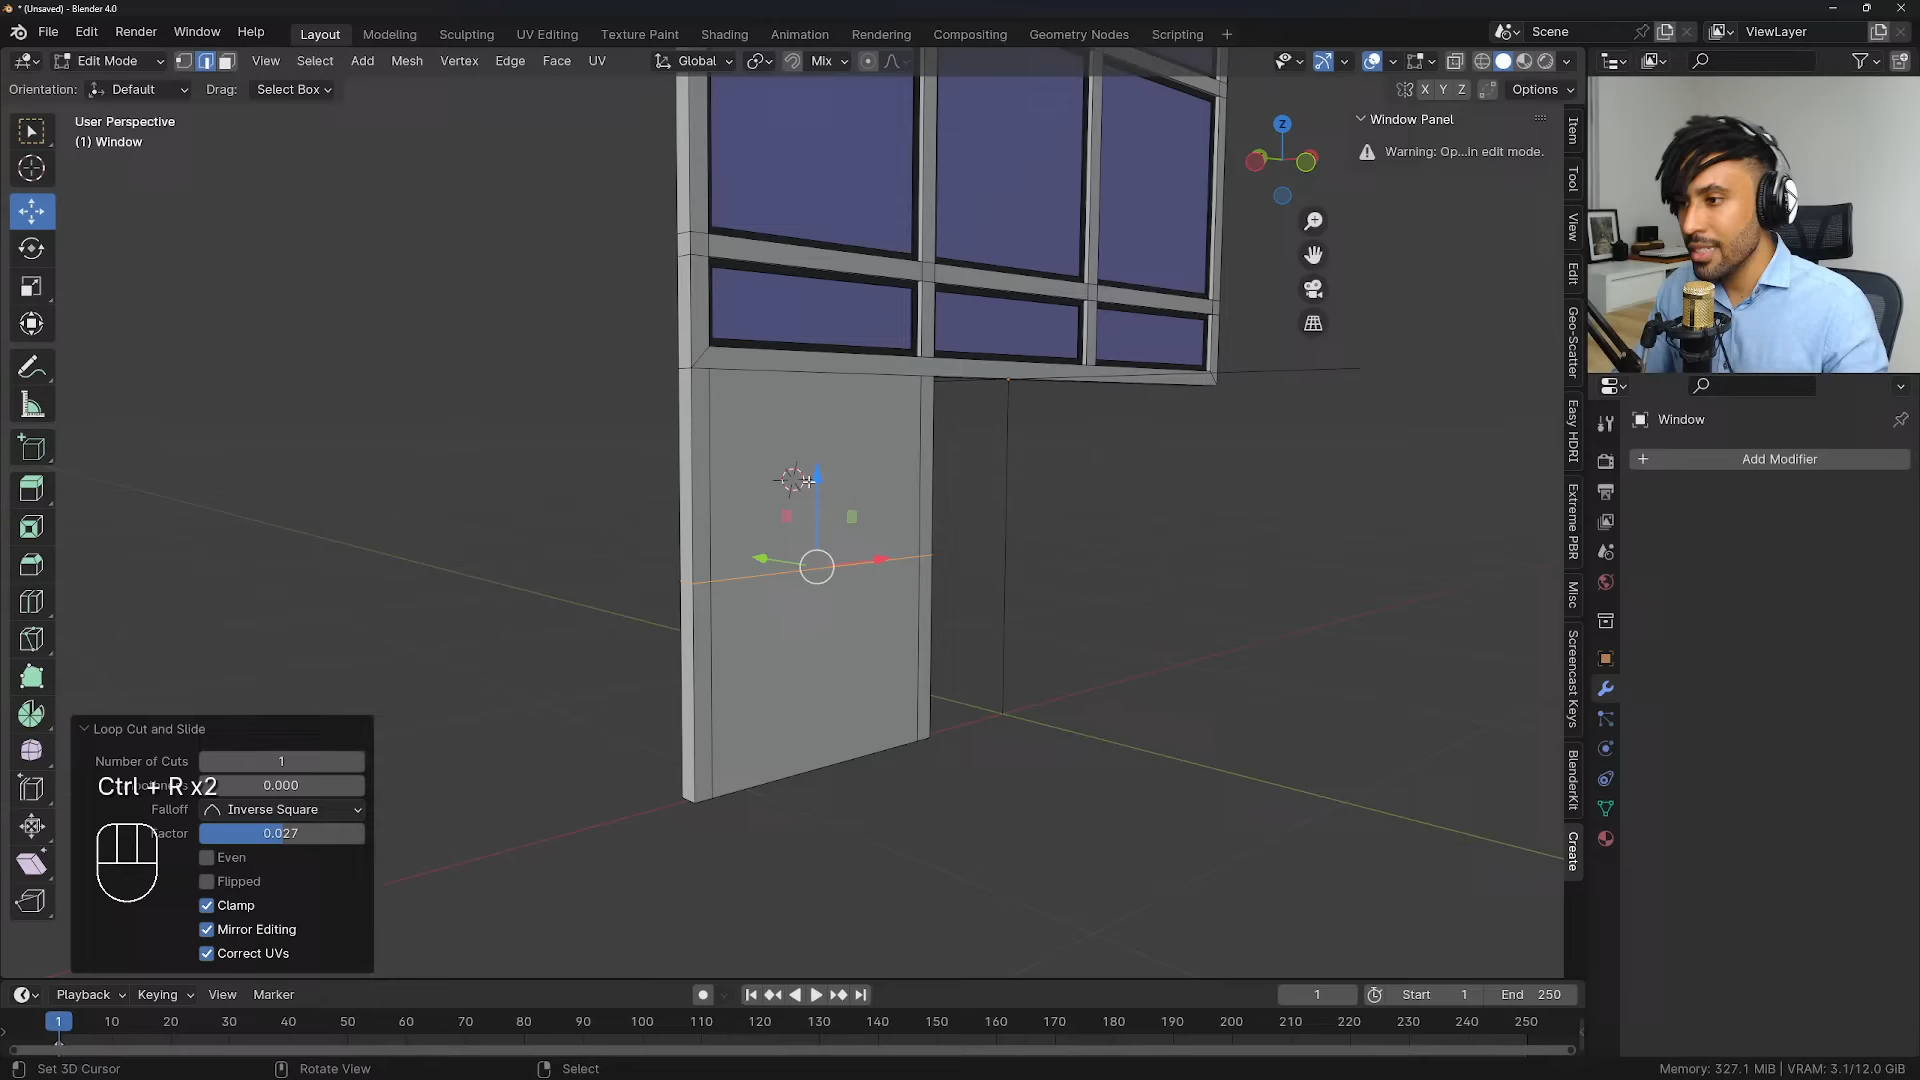 * (Unsaved) - Blender 4.0
File Edit Render Window Help
Layout Modeling Sculpting UV Editing Texture Paint Shading Animation Rendering Compositing Geometry Nodes Scripting +
Scene
ViewLayer
Edit Mode
View Select Add Mesh Vertex Edge Face UV
Global
Mix
Orientation: Default Drag: Select Box
X Y Z
Options
User Perspective
(1) Window
Z
Window Panel
Warning: Op...in edit mode.
Item
Tool
View
Edit
Geo-Scatter
Easy HDRI
Extreme PBR
Misc
Screencast Keys
BlenderKit
Create
Window
Add Modifier
Loop Cut and Slide
Number of Cuts 1
0.000
Ctrl + R x2
Falloff Inverse Square
Factor 0.027
Even
Flipped
Clamp
Mirror Editing
Correct UVs
Playback Keying View Marker
1
Start 1
End 250
1 10 20 30 40 50 60 70 80 90 100 110 120 130 140 150 160 170 180 190 200 210 220 230 240 250
Set 3D Cursor
Rotate View
Select
Memory: 327.1 MiB | VRAM: 3.1/12.0 GiB